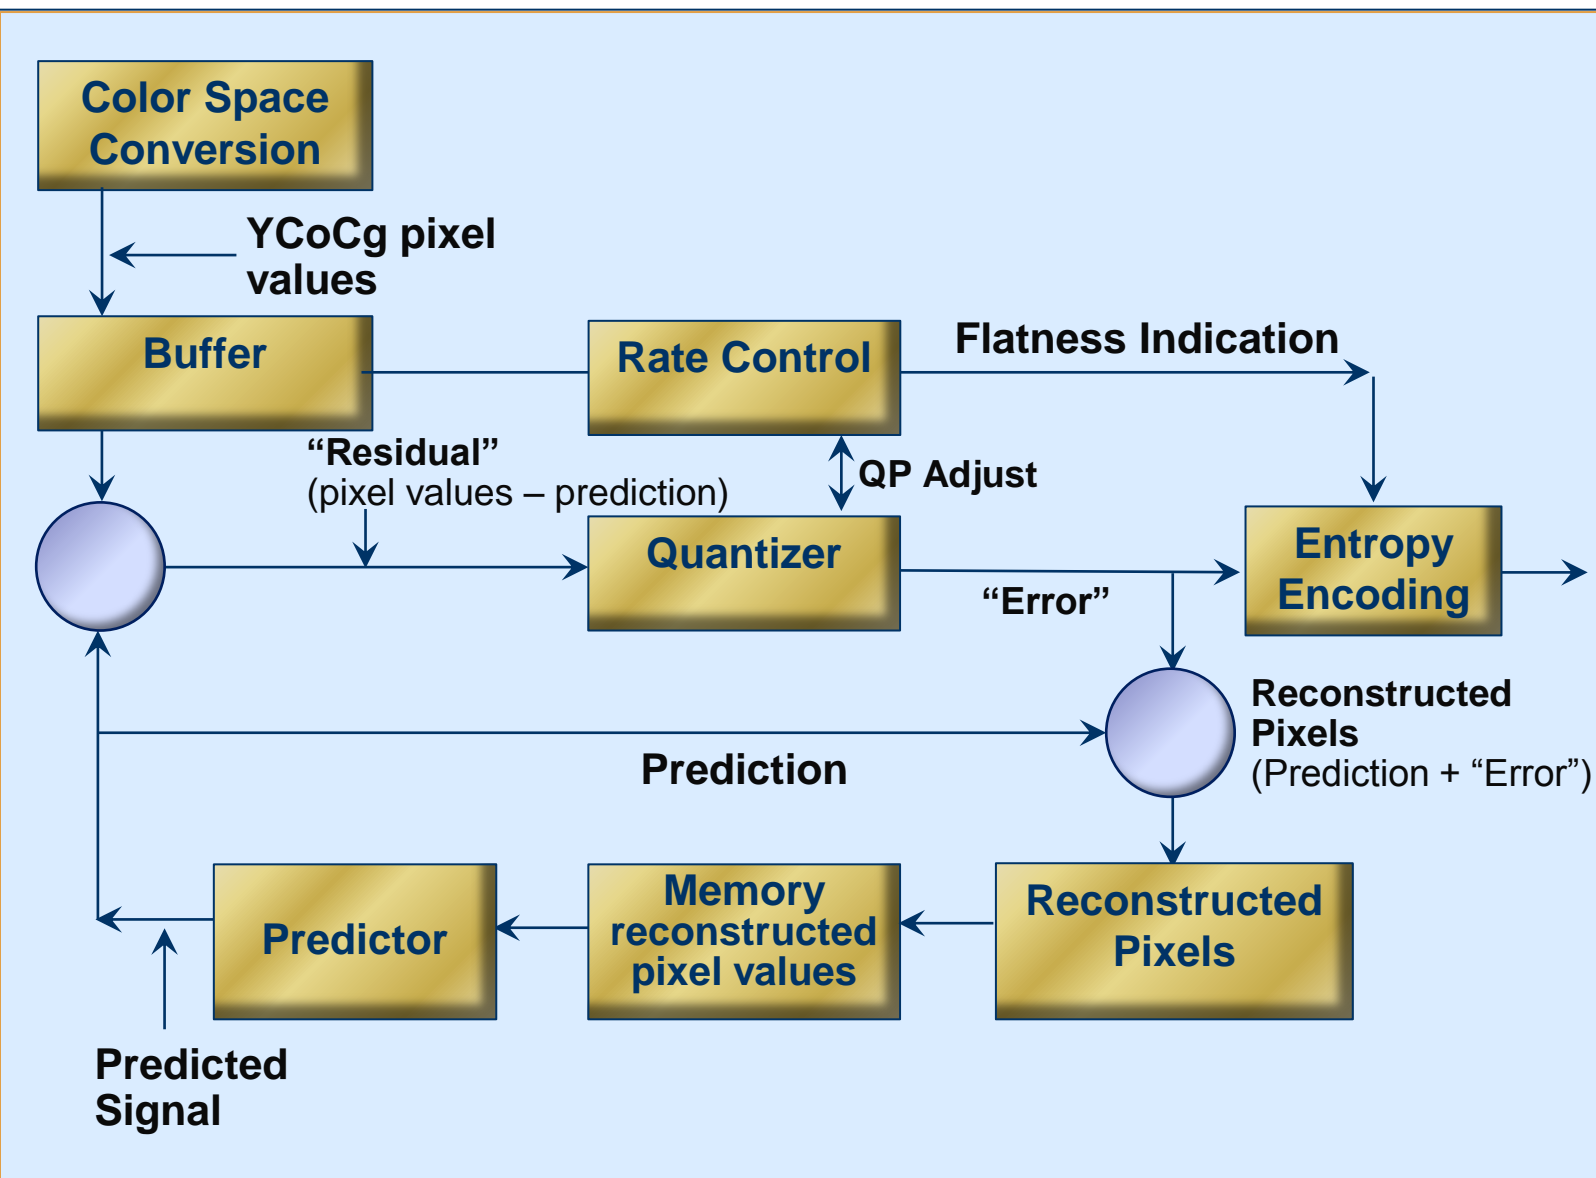 Color Space
Conversion
YCoCg pixel
values
Buffer
Rate Control
Flatness Indication
“Residual”
(pixel values – prediction)
QP Adjust
Quantizer
“Error”
Entropy
Encoding
Reconstructed
Pixels
(Prediction + “Error”)
Prediction
Predictor
Memory
reconstructed
pixel values
Reconstructed
Pixels
Predicted
Signal